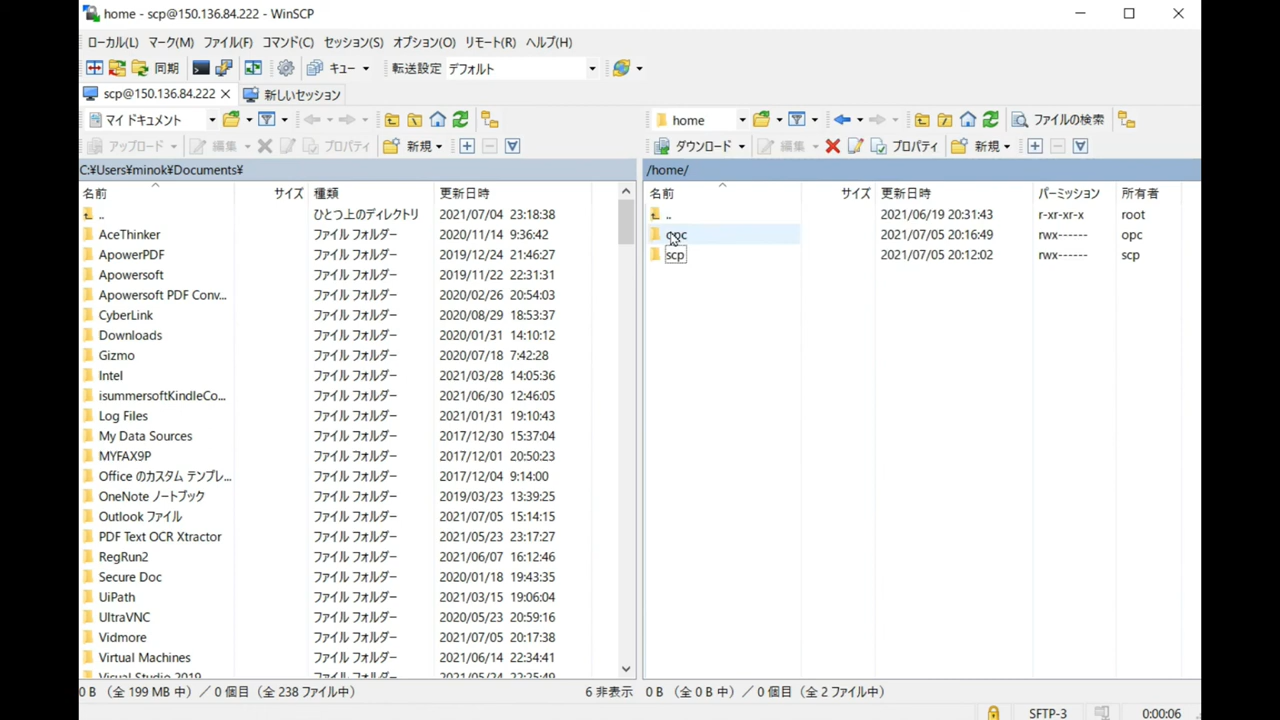 home - scp@150.136.84.222 - WinSCP
ローカル(L) マーク(M) ファイル(F) コマンド(C) セッション(S) オプション(O) リモート(R) ヘルプ(H)
同期 キュー 転送設定 デフォルト
scp@150.136.84.222 新しいセッション
マイ ドキュメント
アップロード 編集 プロパティ 新規
C:¥Users¥minok¥Documents¥
名前 サイズ 種類 更新日時
.. ひとつ上のディレクトリ 2021/07/04 23:18:38
AceThinker ファイル フォルダー 2020/11/14 9:36:42
ApowerPDF ファイル フォルダー 2019/12/24 21:46:27
Apowersoft ファイル フォルダー 2019/11/22 22:31:31
Apowersoft PDF Conv... ファイル フォルダー 2020/02/26 20:54:03
CyberLink ファイル フォルダー 2020/08/29 18:53:37
Downloads ファイル フォルダー 2020/01/31 14:10:12
Gizmo ファイル フォルダー 2020/07/18 7:42:28
Intel ファイル フォルダー 2021/03/28 14:05:36
isummersoftKindleCo... ファイル フォルダー 2021/06/30 12:46:05
Log Files ファイル フォルダー 2021/01/31 19:10:43
My Data Sources ファイル フォルダー 2017/12/30 15:37:04
MYFAX9P ファイル フォルダー 2017/12/01 20:50:23
Office のカスタム テンプレ... ファイル フォルダー 2017/12/04 9:14:00
OneNote ノートブック ファイル フォルダー 2019/03/23 13:39:25
Outlook ファイル ファイル フォルダー 2021/07/05 15:14:15
PDF Text OCR Xtractor ファイル フォルダー 2021/05/23 23:17:27
RegRun2 ファイル フォルダー 2021/06/07 16:12:46
Secure Doc ファイル フォルダー 2020/01/18 19:43:35
UiPath ファイル フォルダー 2021/03/15 19:06:04
UltraVNC ファイル フォルダー 2020/05/23 20:59:16
Vidmore ファイル フォルダー 2021/07/05 20:17:38
Virtual Machines ファイル フォルダー 2021/06/14 22:34:41
Visual Studio 2019 ファイル フォルダー 2021/05/24 22:25:49
0 B （全 199 MB 中）／ 0 個目（全 238 ファイル中） 6 非表示
home ファイルの検索
ダウンロード 編集 プロパティ 新規
/home/
名前 サイズ 更新日時 パーミッション 所有者
.. 2021/06/19 20:31:43 r-xr-xr-x root
opc 2021/07/05 20:16:49 rwx------ opc
scp 2021/07/05 20:12:02 rwx------ scp
0 B （全 0 B 中）／ 0 個目（全 2 ファイル中）
SFTP-3 0:00:06